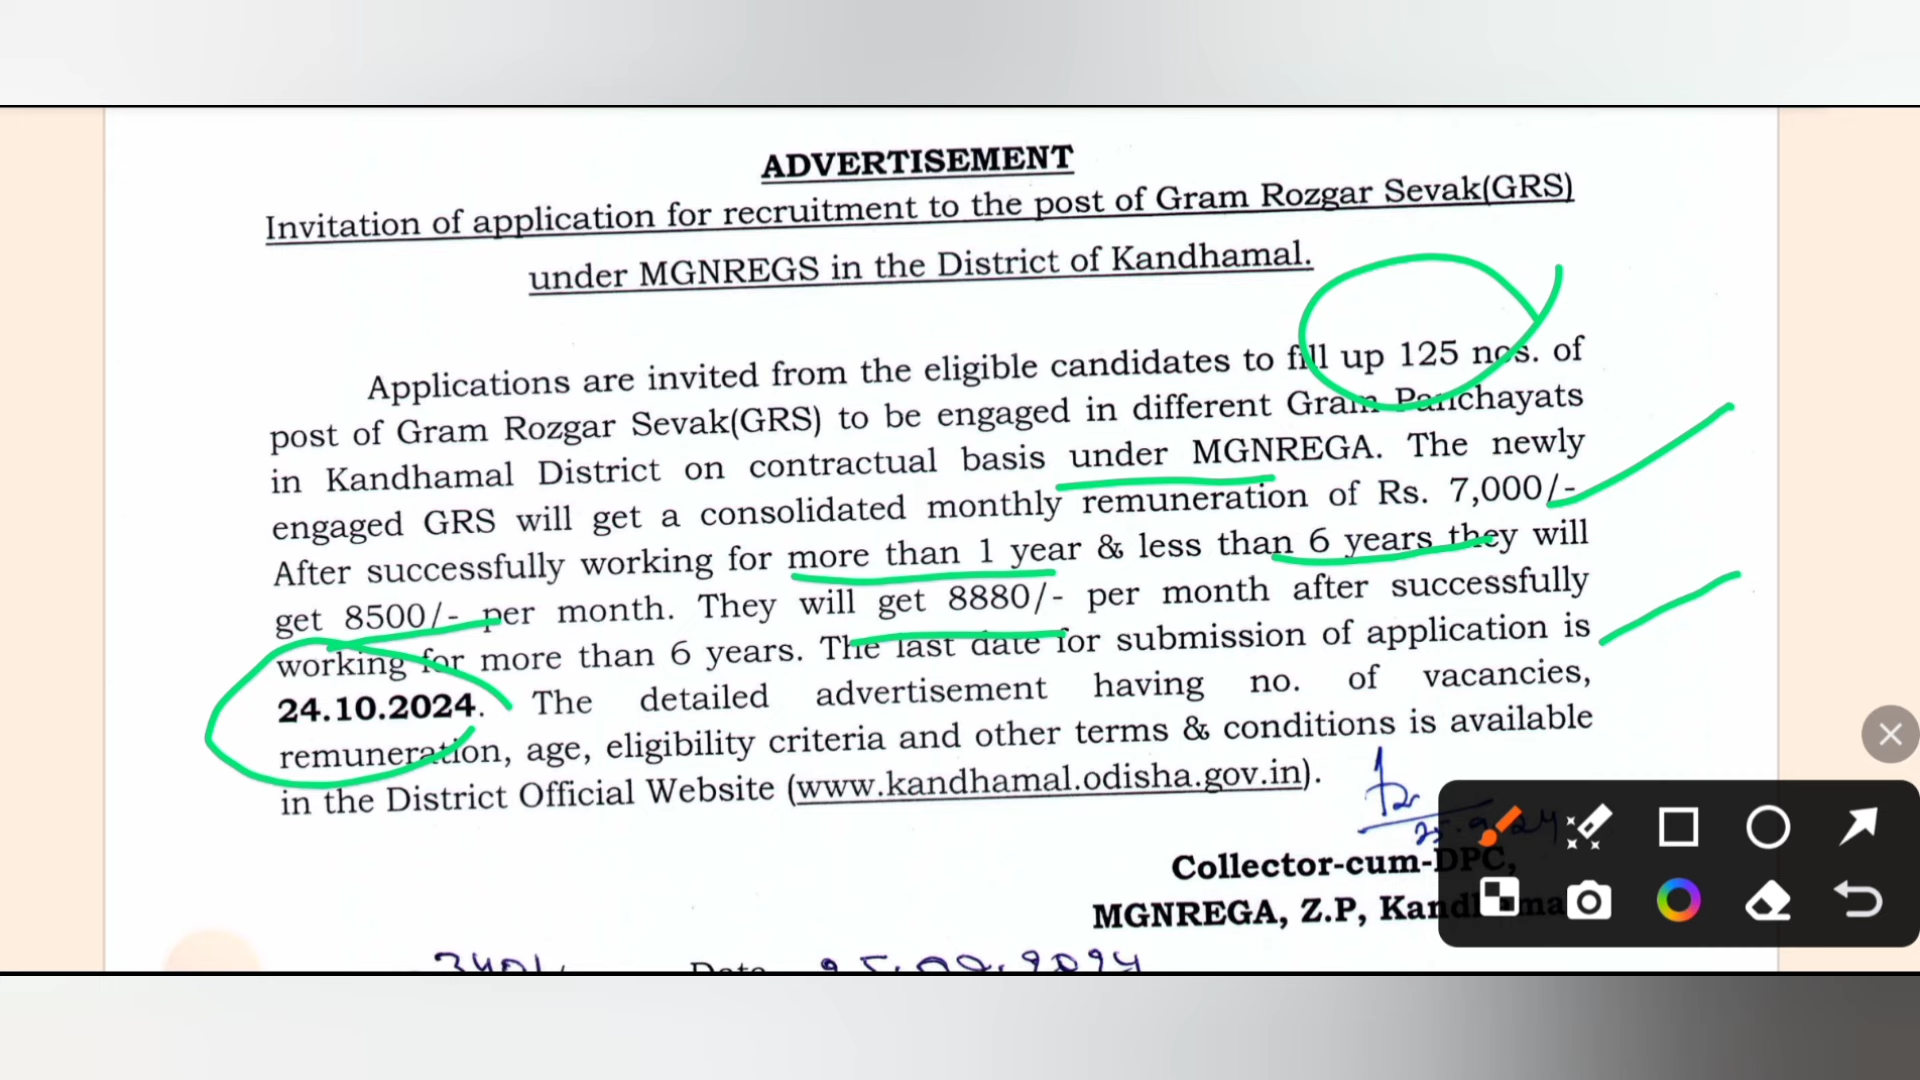 ADVERTISEMENT
Invitation of application for recruitment to the post of Gram Rozgar Sevak(GRS)
under MGNREGS in the District of Kandhamal.
Applications are invited from the eligible candidates to fill up 125 nos. of
post of Gram Rozgar Sevak(GRS) to be engaged in different Gram Panchayats
in Kandhamal District on contractual basis under MGNREGA. The newly
engaged GRS will get a consolidated monthly remuneration of Rs. 7,000/-
After successfully working for more than 1 year & less than 6 years they will
get 8500/- per month. They will get 8880/- per month after successfully
working for more than 6 years. The last date for submission of application is
24.10.2024. The detailed advertisement having no. of vacancies,
remuneration, age, eligibility criteria and other terms & conditions is available
in the District Official Website (www.kandhamal.odisha.gov.in).
Collector-cum-DPC,
MGNREGA, Z.P,
Date